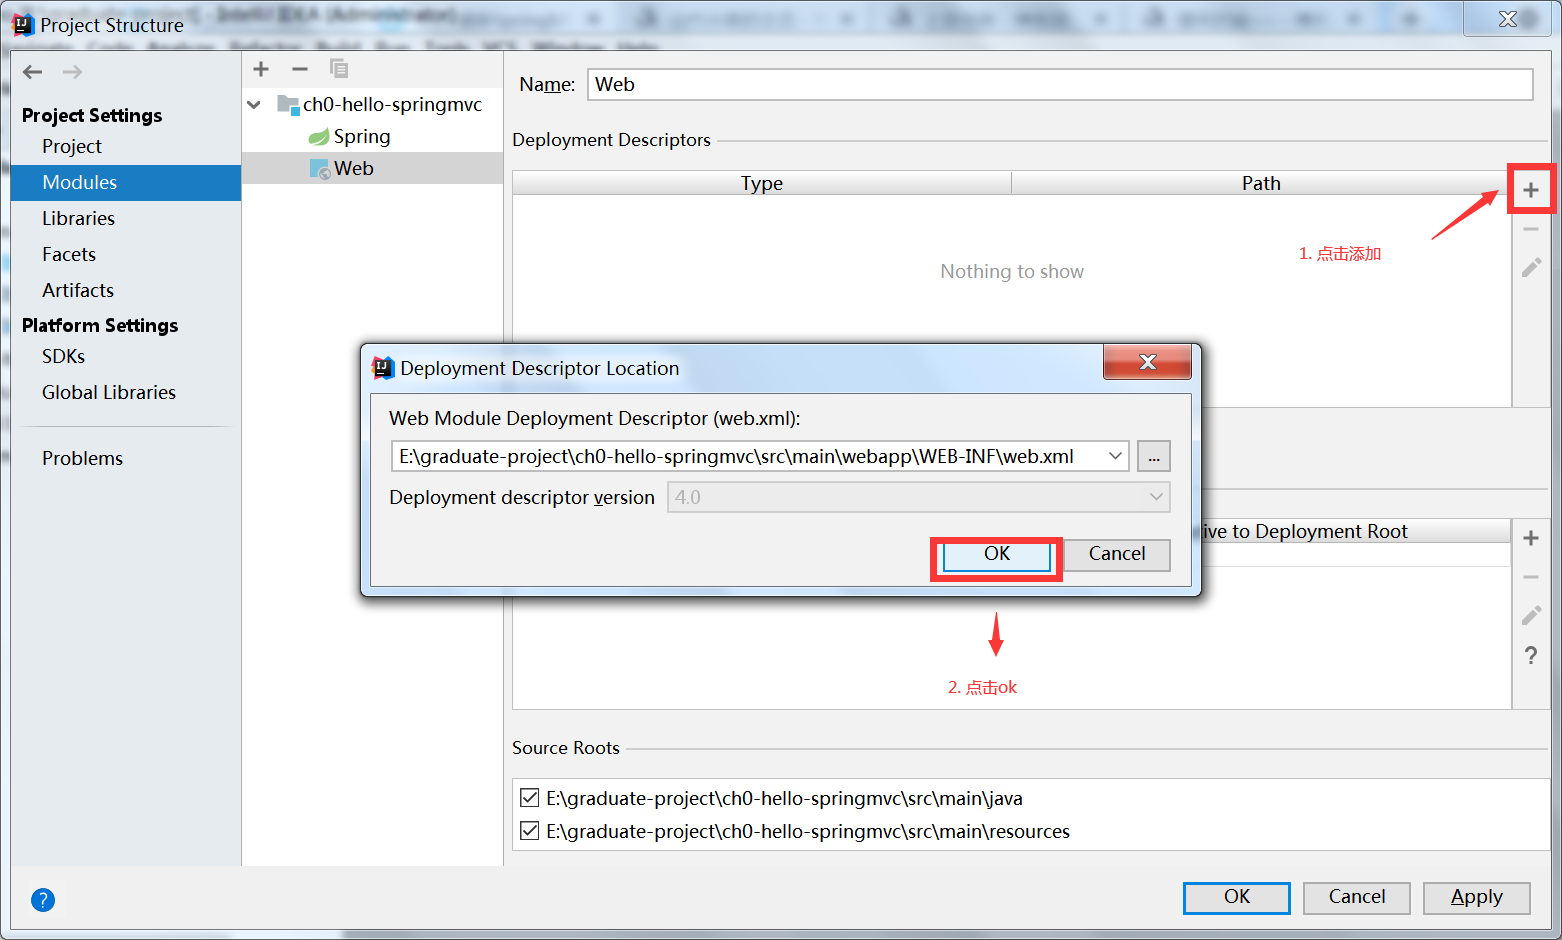 Project Structure
Project Settings
Project
Modules
Libraries
Facets
Artifacts
Platform Settings
SDKs
Global Libraries
Problems
ch0-hello-springmvc
Spring
Web
Name: Web
Deployment Descriptors
Type Path
Nothing to show
1. 点击添加
Deployment Descriptor Location
Web Module Deployment Descriptor (web.xml):
E:\graduate-project\ch0-hello-springmvc\src\main\webapp\WEB-INF\web.xml ...
Deployment descriptor version 4.0
OK Cancel
ive to Deployment Root
2. 点击ok
Source Roots
E:\graduate-project\ch0-hello-springmvc\src\main\java
E:\graduate-project\ch0-hello-springmvc\src\main\resources
OK Cancel Apply